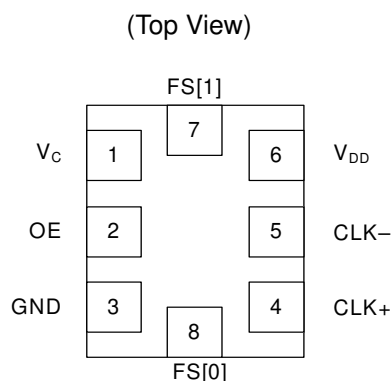 (Top View)
FS[1]
7
V_C 1 6 V_DD
OE 2 5 CLK–
GND 3 4 CLK+
8
FS[0]